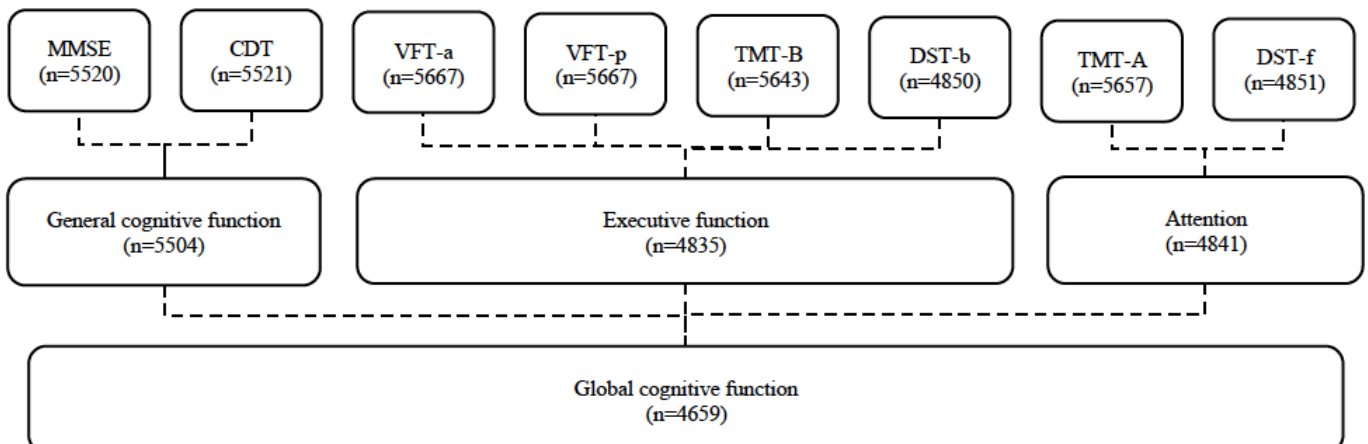 MMSE
(n=5520)
CDT
(n=5521)
VFT-a
(n=5667)
VFT-p
(n=5667)
TMT-B
(n=5643)
DST-b
(n=4850)
TMT-A
(n=5657)
DST-f
(n=4851)
General cognitive function
(n=5504)
Executive function
(n=4835)
Attention
(n=4841)
Global cognitive function
(n=4659)